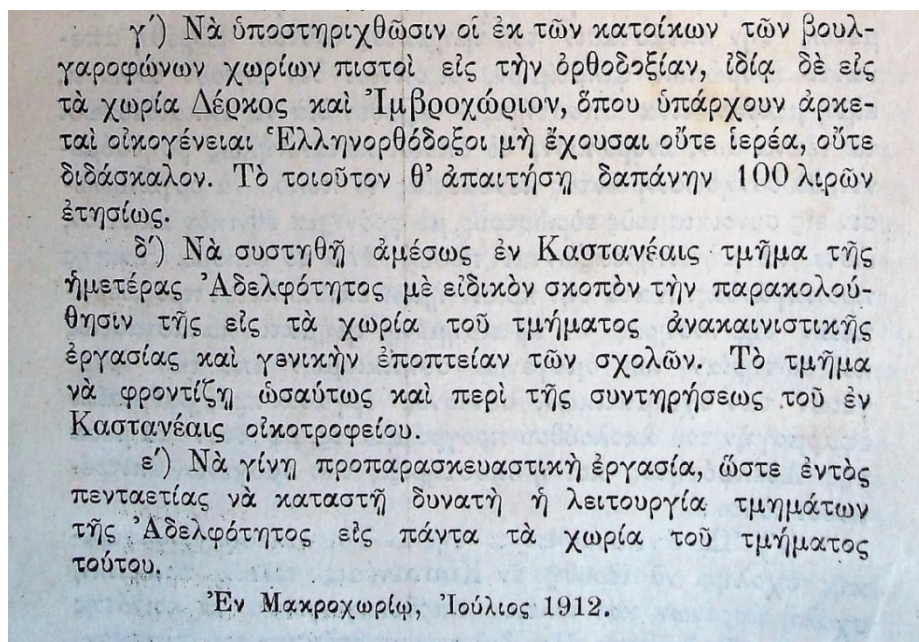 γ′) Νὰ ὑποστηριχθῶσιν οἱ ἐκ τῶν κατοίκων τῶν βουλ-
γαροφώνων χωρίων πιστοὶ εἰς τὴν ὀρθοδοξίαν, ἰδίᾳ δὲ εἰς
τὰ χωρία Δέρκος καὶ Ἰμβροχώριον, ὅπου ὑπάρχουν ἀρκε-
ταὶ οἰκογένειαι Ἑλληνορθόδοξοι μὴ ἔχουσαι οὔτε ἱερέα, οὔτε
διδάσκαλον. Τὸ τοιοῦτον θ’ ἀπαιτήσῃ δαπάνην 100 λιρῶν
ἐτησίως.
δ′) Νὰ συστηθῇ ἀμέσως ἐν Καστανέαις τμῆμα τῆς
ἡμετέρας Ἀδελφότητος μὲ εἰδικὸν σκοπὸν τὴν παρακολού-
θησιν τῆς εἰς τὰ χωρία τοῦ τμήματος ἀνακαινιστικῆς
ἐργασίας καὶ γενικὴν ἐποπτείαν τῶν σχολῶν. Τὸ τμῆμα
νὰ φροντίζῃ ὡσαύτως καὶ περὶ τῆς συντηρήσεως τοῦ ἐν
Καστανέαις οἰκοτροφείου.
ε′) Νὰ γίνῃ προπαρασκευαστικὴ ἐργασία, ὥστε ἐντὸς
πενταετίας νὰ καταστῇ δυνατὴ ἡ λειτουργία τμημάτων
τῆς Ἀδελφότητος εἰς πάντα τὰ χωρία τοῦ τμήματος
τούτου.
Ἐν Μακροχωρίῳ, Ἰούλιος 1912.